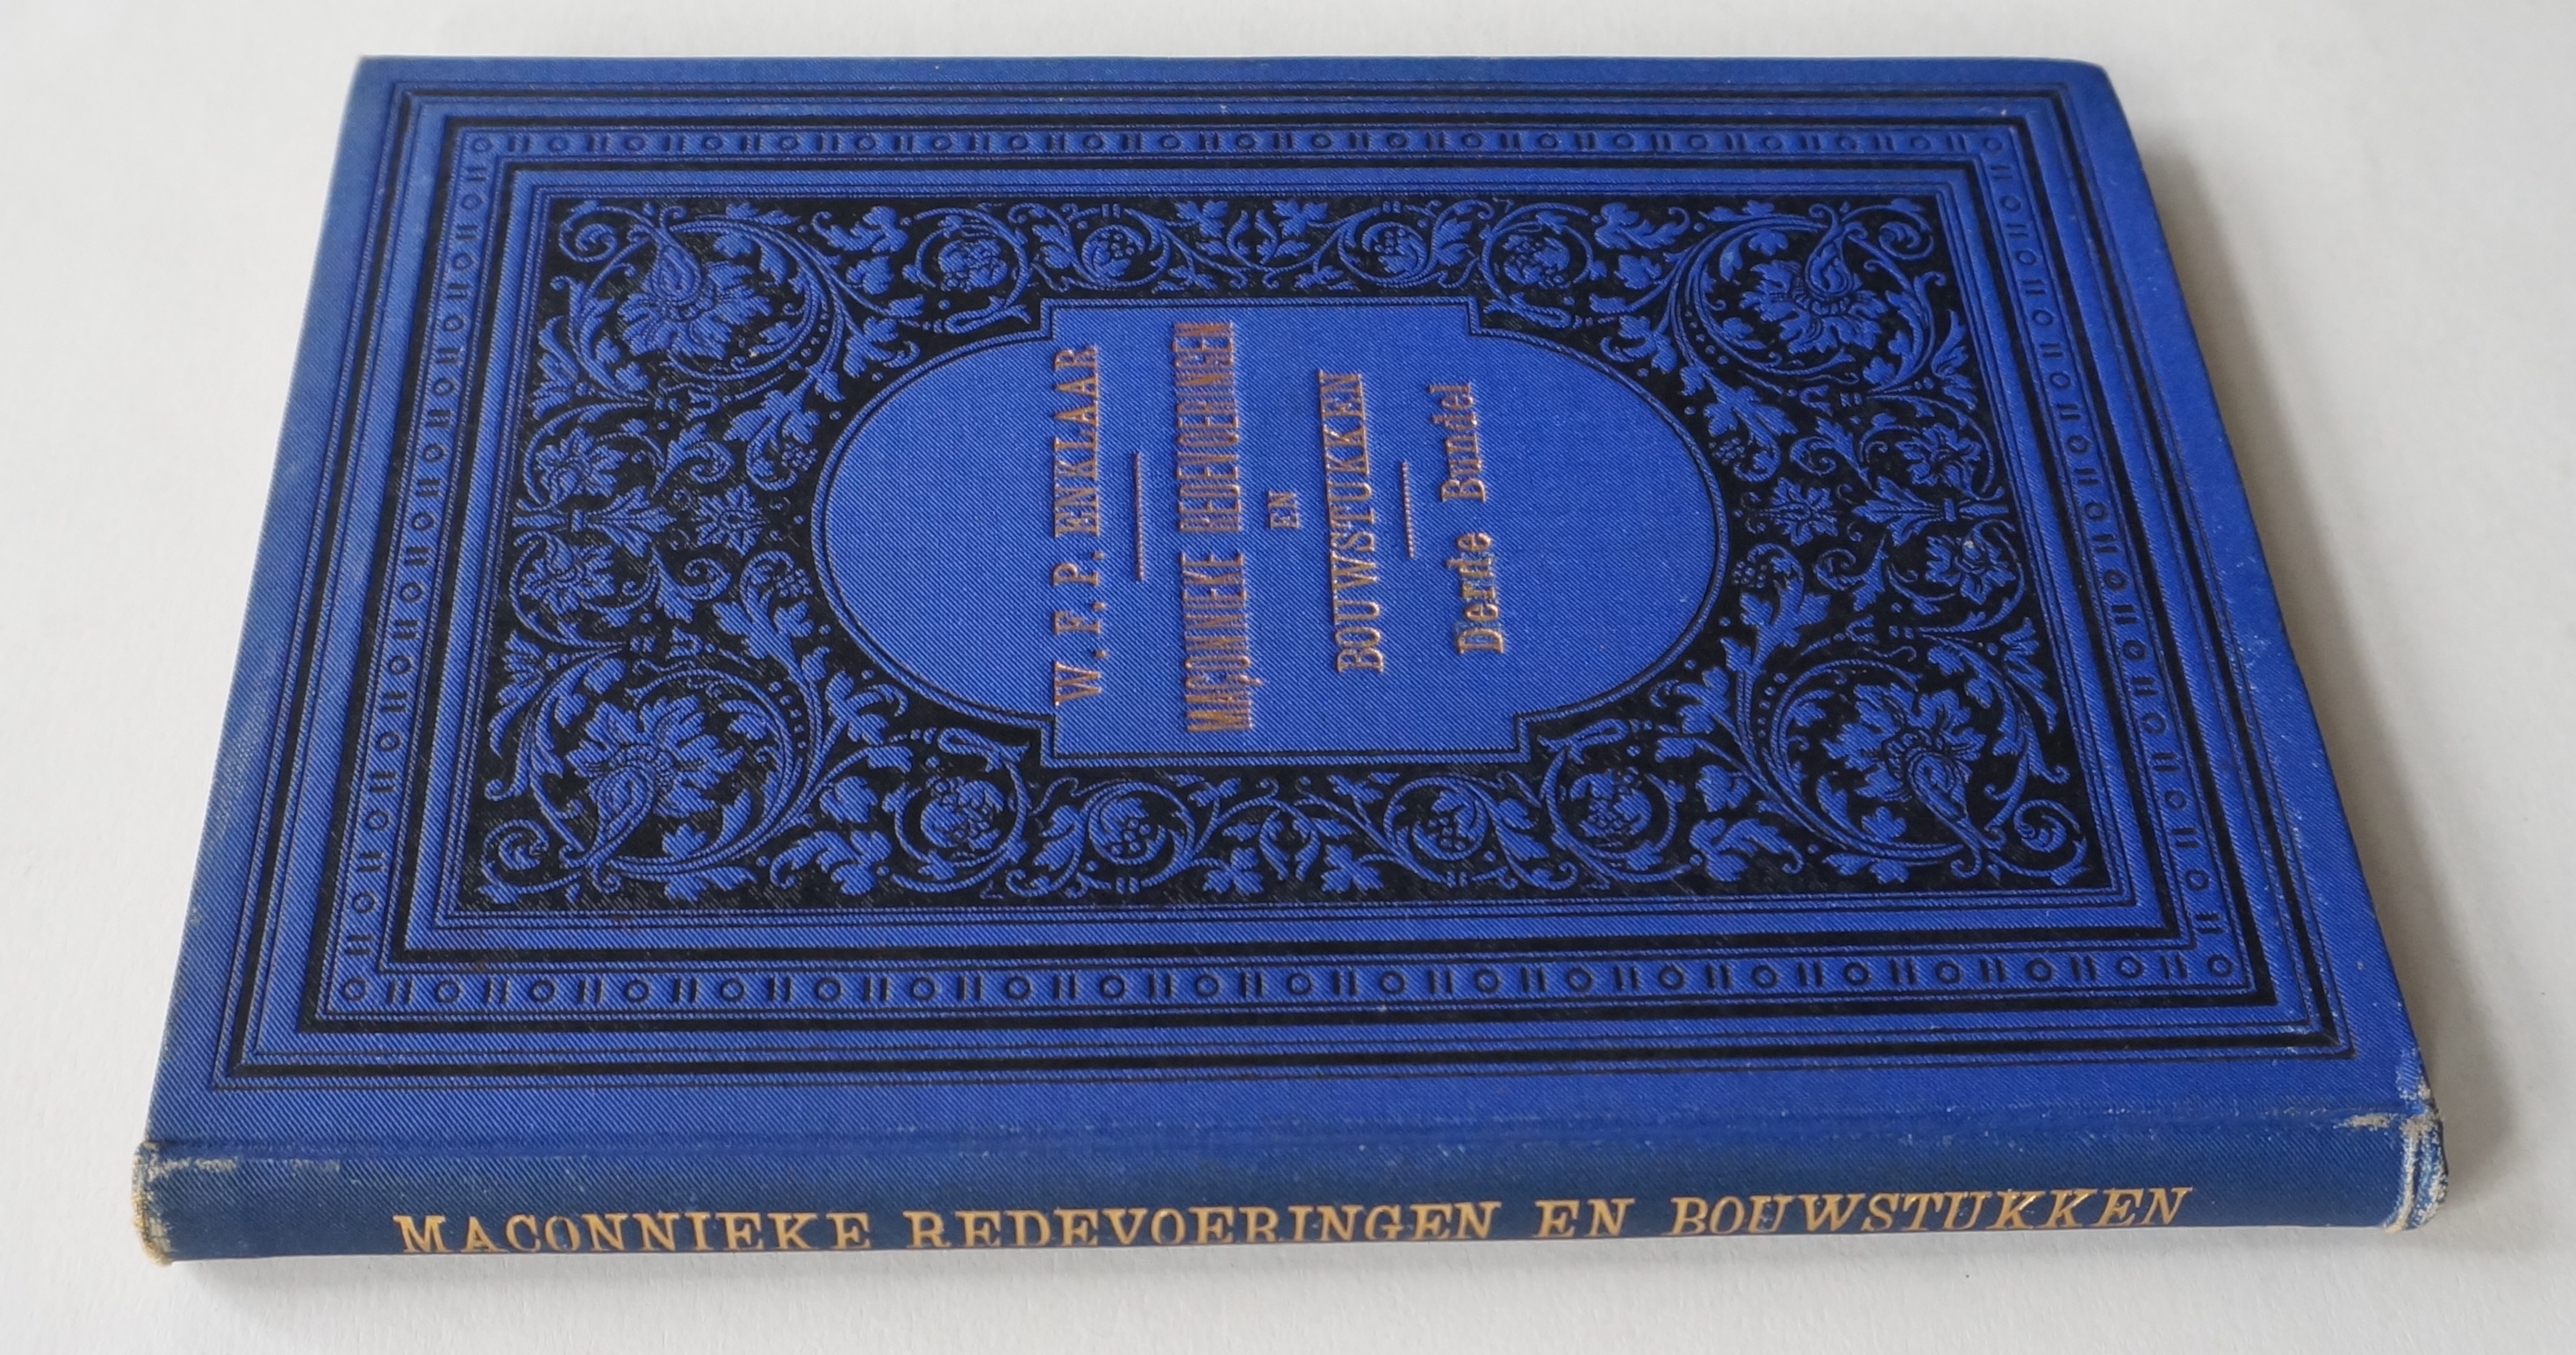 W. F. P. ENKLAAR
MAÇONNIEKE REDEVOERINGEN
EN
BOUWSTUKKEN
Derde Bundel
MACONNIEKE REDEVOERINGEN EN BOUWSTUKKEN